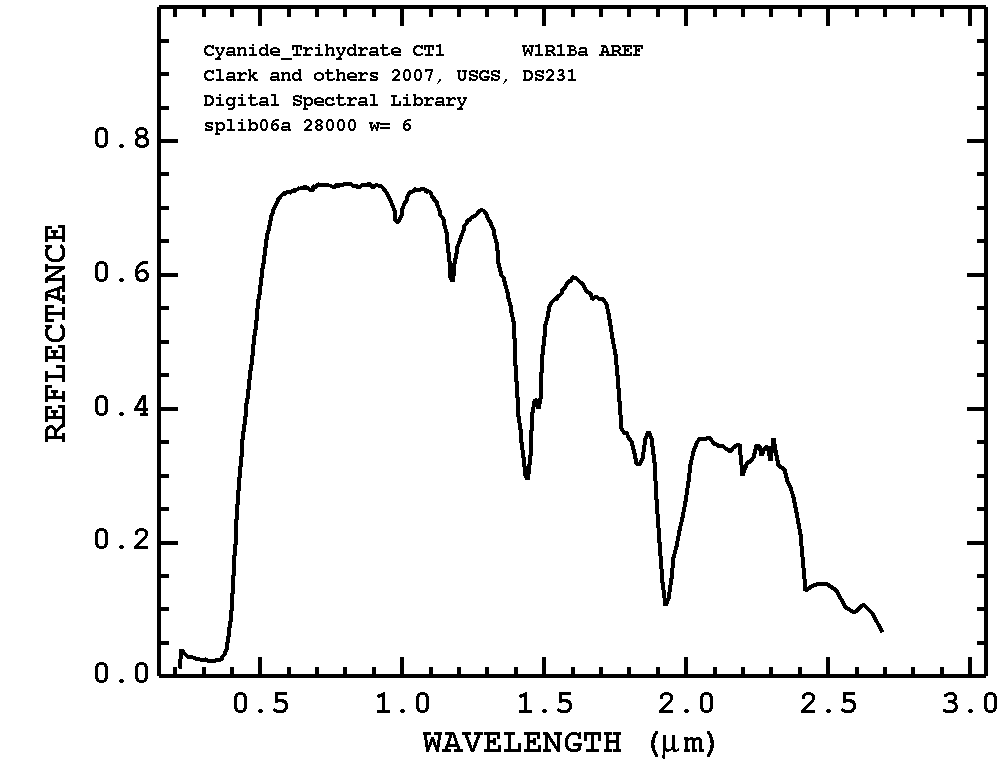 Cyanide_Trihydrate CT1 W1R1Ba AREF
Clark and others 2007, USGS, DS231
Digital Spectral Library
splib06a 28000 w= 6
0.8
0.6
0.4
0.2
0.0
REFLECTANCE
0.5 1.0 1.5 2.0 2.5 3.0
WAVELENGTH (μm)